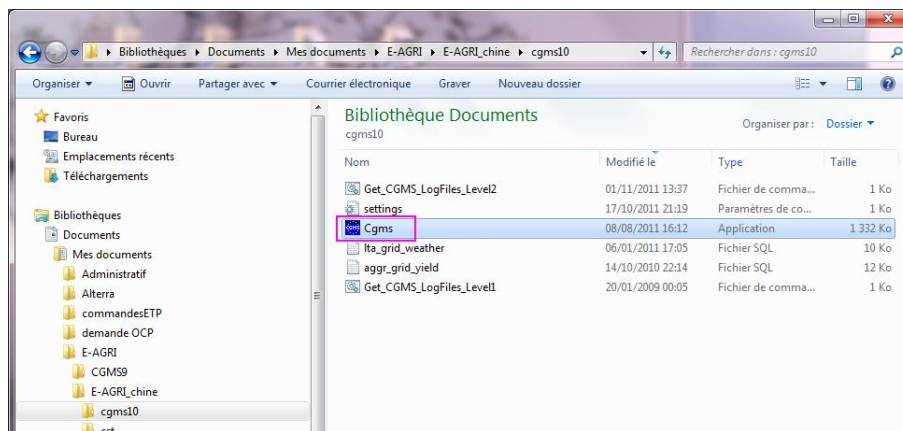 Bibliothèques ▸ Documents ▸ Mes documents ▸ E-AGRI ▸ E-AGRI_chine ▸ cgms10
Rechercher dans : cgms10
Organiser Ouvrir Partager avec Courrier électronique Graver Nouveau dossier
Favoris
Bureau
Emplacements récents
Téléchargements
Bibliothèques
Documents
Mes documents
Administratif
Alterra
commandesETP
demande OCP
E-AGRI
CGMS9
E-AGRI_chine
cgms10
cst
Bibliothèque Documents
cgms10
Organiser par : Dossier
Nom Modifié le Type Taille
Get_CGMS_LogFiles_Level2 01/11/2011 13:37 Fichier de comma... 1 Ko
settings 17/10/2011 21:19 Paramètres de co... 1 Ko
CGMS Cgms 08/08/2011 16:12 Application 1 332 Ko
lta_grid_weather 06/01/2011 17:05 Fichier SQL 10 Ko
aggr_grid_yield 14/10/2010 22:14 Fichier SQL 12 Ko
Get_CGMS_LogFiles_Level1 20/01/2009 00:05 Fichier de comma... 1 Ko